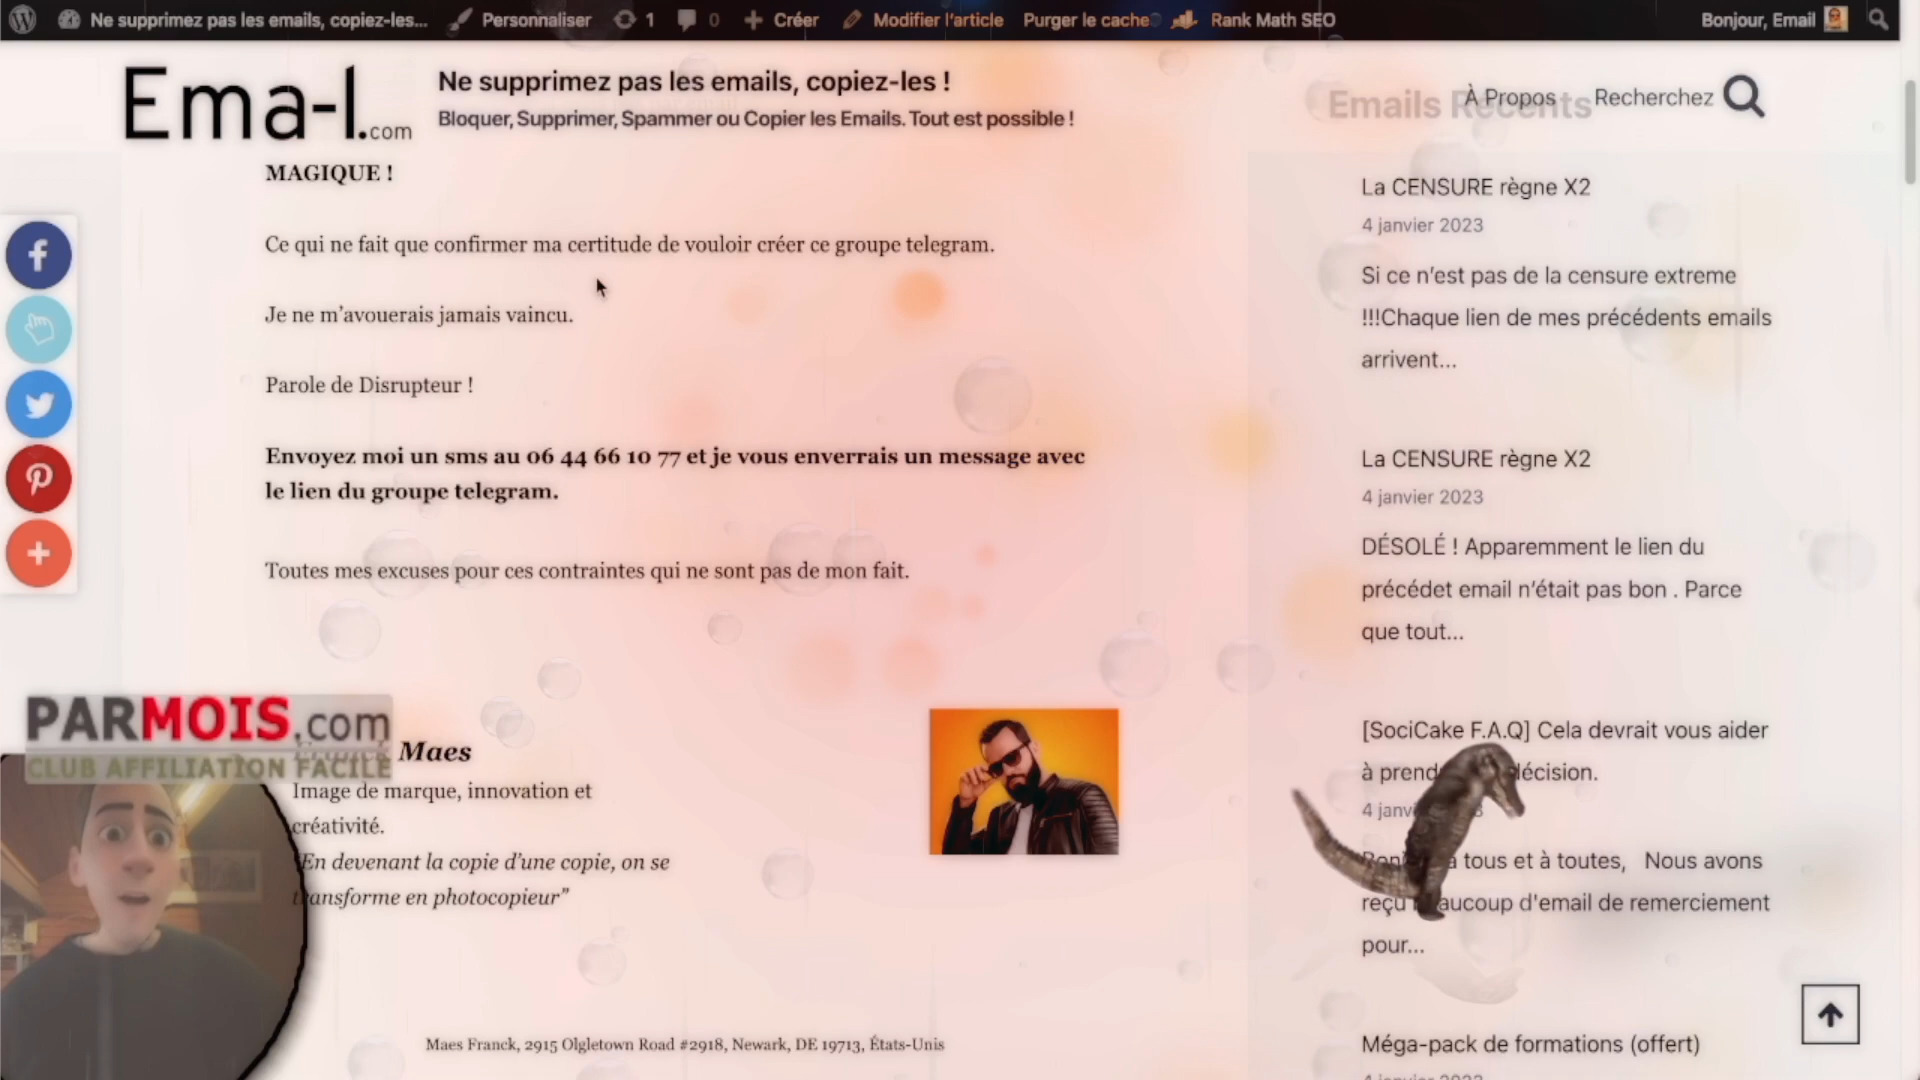 Ne supprimez pas les emails, copiez-les...
Personnaliser
1
0
Créer
Modifier l'article
Purger le cache
Rank Math SEO
Bonjour, Email
Ema-l.com
Ne supprimez pas les emails, copiez-les !
Bloquer, Supprimer, Spammer ou Copier les Emails. Tout est possible !
À Propos
Recherchez
Emails Récents
MAGIQUE !
Ce qui ne fait que confirmer ma certitude de vouloir créer ce groupe telegram.
Je ne m'avouerais jamais vaincu.
Parole de Disrupteur !
Envoyez moi un sms au 06 44 66 10 77 et je vous enverrais un message avec
le lien du groupe telegram.
Toutes mes excuses pour ces contraintes qui ne sont pas de mon fait.
PARMOIS.com
CLUB AFFILIATION FACILE
Maes
Image de marque, innovation et
créativité.
"En devenant la copie d'une copie, on se
transforme en photocopieur"
Maes Franck, 2915 Olgletown Road #2918, Newark, DE 19713, États-Unis
La CENSURE règne X2
4 janvier 2023
Si ce n'est pas de la censure extreme
!!!Chaque lien de mes précédents emails
arrivent...
La CENSURE règne X2
4 janvier 2023
DÉSOLÉ ! Apparemment le lien du
précédet email n'était pas bon . Parce
que tout...
[SociCake F.A.Q] Cela devrait vous aider
à décision.
4
à tous et à toutes, Nous avons
reçu beaucoup d'email de remerciement
pour...
Méga-pack de formations (offert)